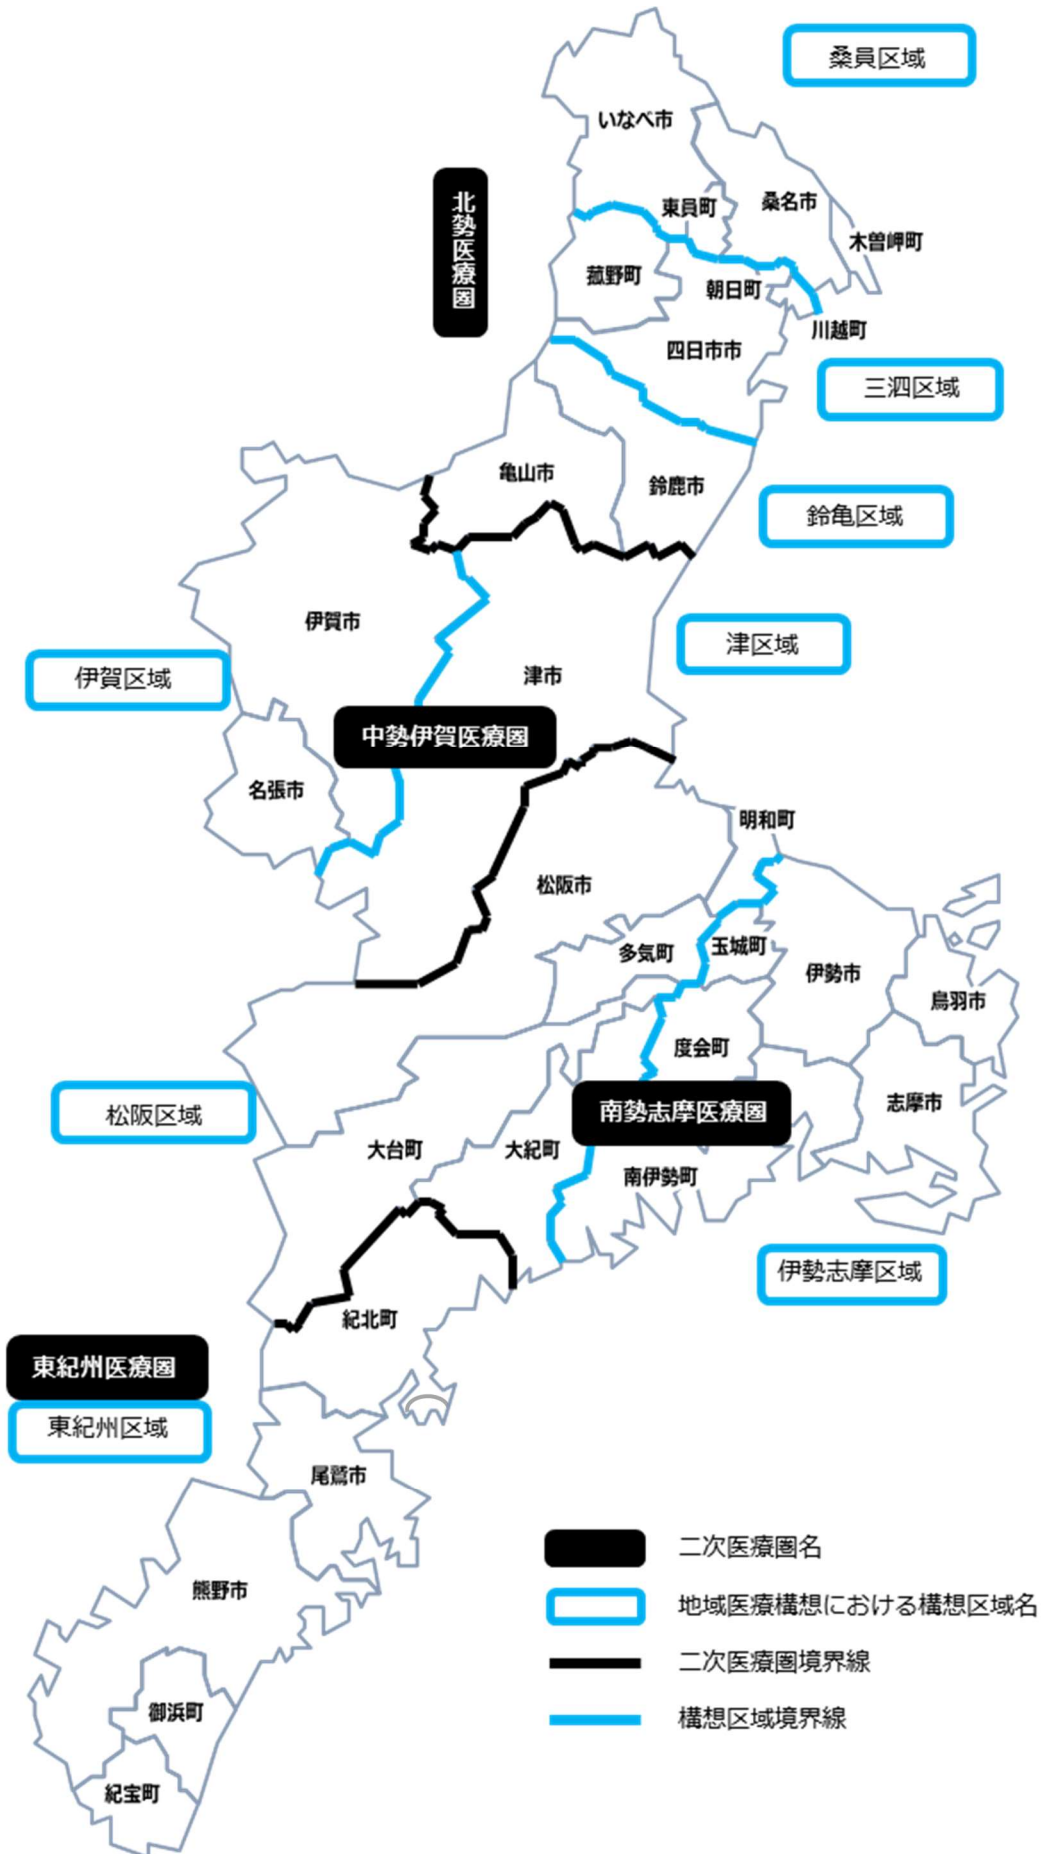 桑員区域
いなべ市
北勢医療圏
東員町
桑名市
木曽岬町
菰野町
朝日町
川越町
四日市市
三泗区域
亀山市
鈴鹿市
鈴亀区域
伊賀市
津区域
伊賀区域
津市
中勢伊賀医療圏
名張市
明和町
松阪市
多気町
玉城町
伊勢市
鳥羽市
度会町
松阪区域
南勢志摩医療圏
志摩市
大台町
大紀町
南伊勢町
伊勢志摩区域
紀北町
東紀州医療圏
東紀州区域
尾鷲市
熊野市
御浜町
紀宝町
二次医療圏名
地域医療構想における構想区域名
二次医療圏境界線
構想区域境界線